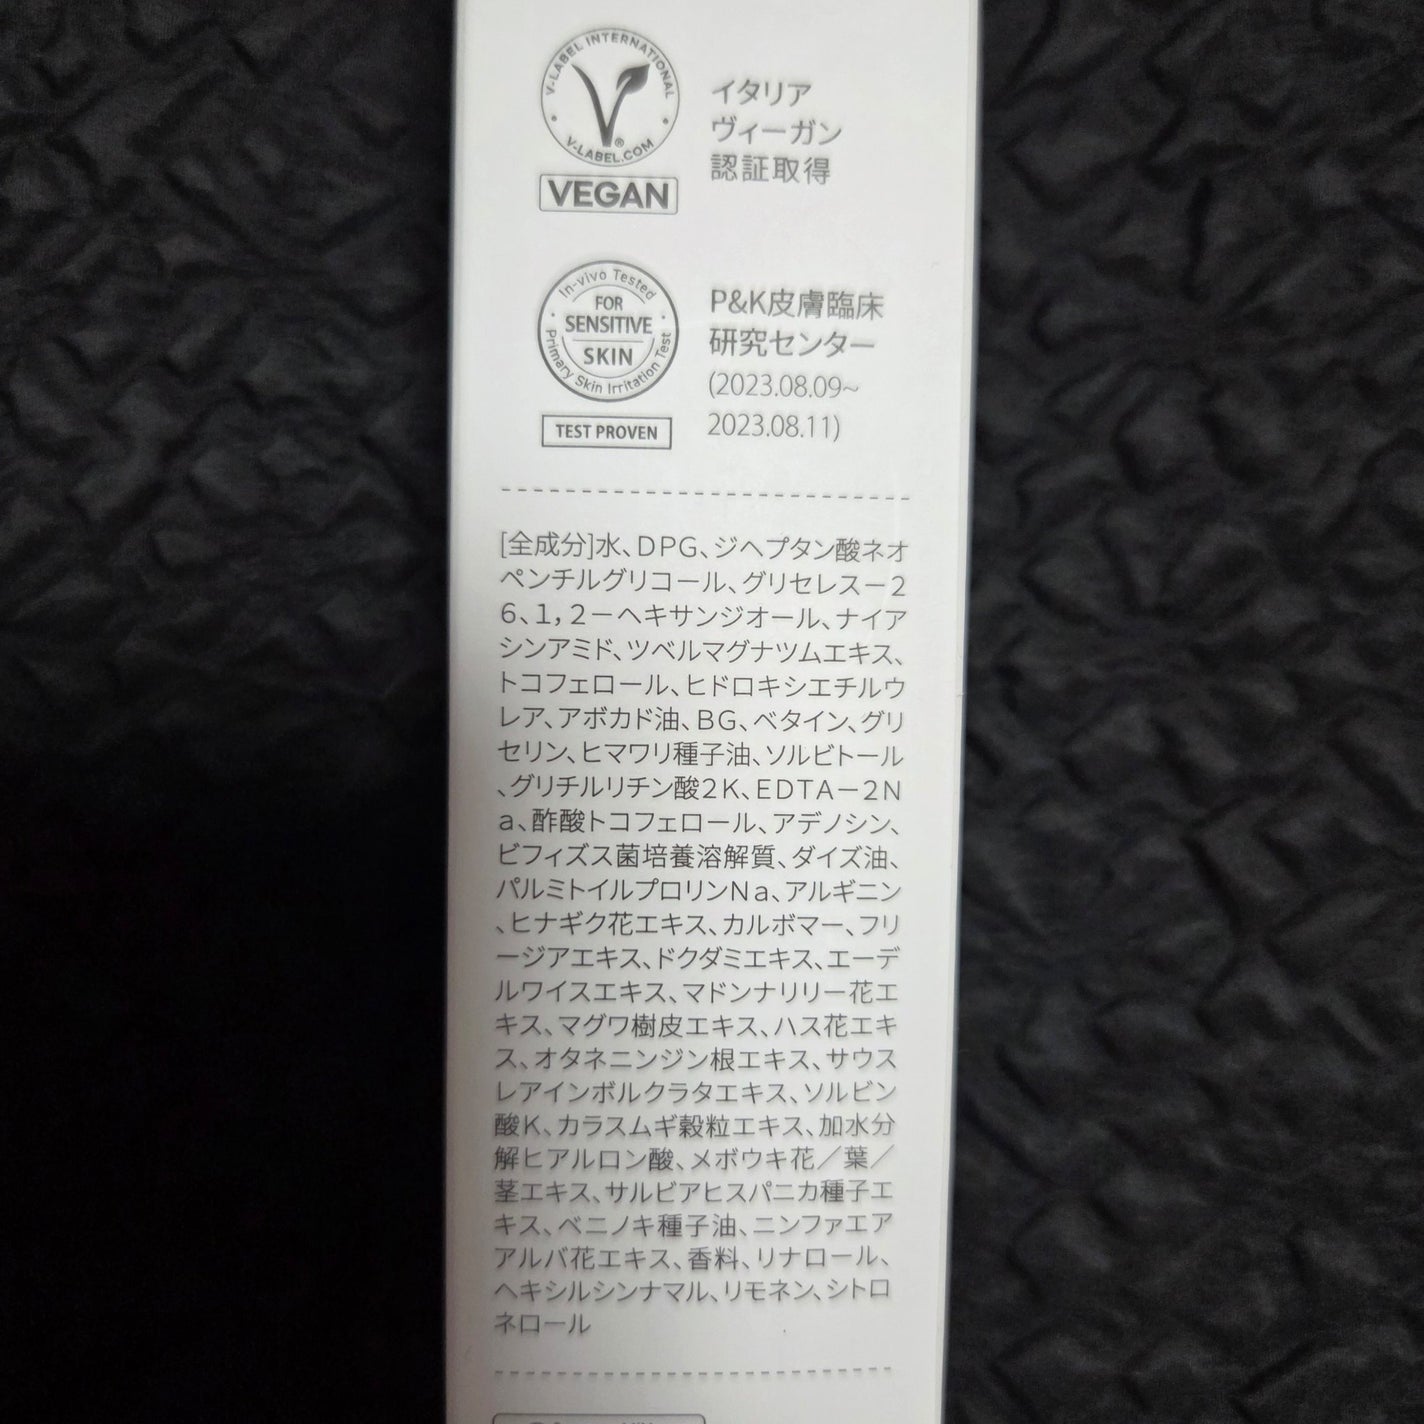 V-LABEL INTERNATIONAL
V-LABEL.COM
VEGAN
イタリア
ヴィーガン
認証取得
In-vivo Tested
FOR
SENSITIVE
SKIN
Primary Skin Irritation Test
TEST PROVEN
P&K皮膚臨床
研究センター
(2023.08.09~
2023.08.11)
[全成分]水、DPG、ジヘプタン酸ネオ
ペンチルグリコール、グリセレス－２
６、１，２－ヘキサンジオール、ナイア
シンアミド、ツベルマグナツムエキス、
トコフェロール、ヒドロキシエチルウ
レア、アボカド油、BG、ベタイン、グリ
セリン、ヒマワリ種子油、ソルビトール
、グリチルリチン酸２K、EDTA－２N
a、酢酸トコフェロール、アデノシン、
ビフィズス菌培養溶解質、ダイズ油、
パルミトイルプロリンNa、アルギニン
、ヒナギク花エキス、カルボマー、フリ
ージアエキス、ドクダミエキス、エーデ
ルワイスエキス、マドンナリリー花エ
キス、マグワ樹皮エキス、ハス花エキ
ス、オタネニンジン根エキス、サウス
レアインボルクラタエキス、ソルビン
酸K、カラスムギ穀粒エキス、加水分
解ヒアルロン酸、メボウキ花／葉／
茎エキス、サルビアヒスパニカ種子エ
キス、ベニノキ種子油、ニンファエア
アルバ花エキス、香料、リナロール、
ヘキシルシンナマル、リモネン、シトロ
ネロール